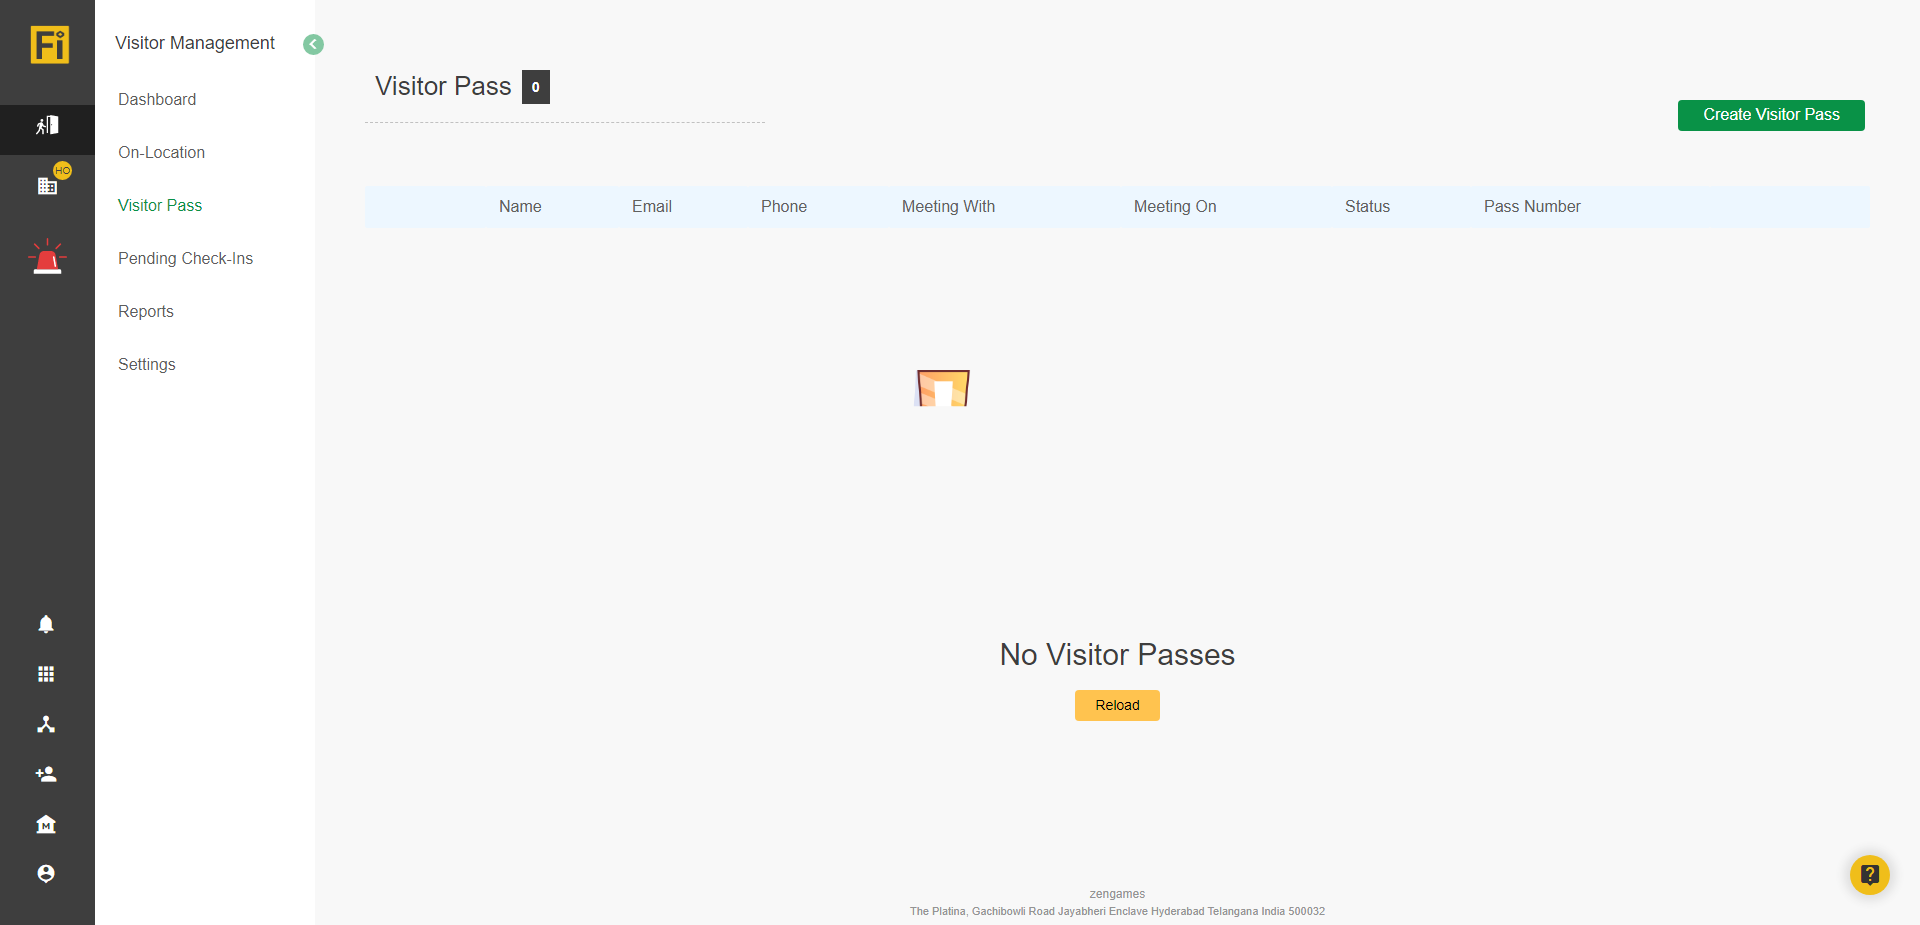 Fi
Visitor Management
Dashboard
On-Location
HO
Visitor Pass
Pending Check-Ins
Reports
Settings
M
Visitor Pass 0
Create Visitor Pass
Name Email Phone Meeting With Meeting On Status Pass Number
No Visitor Passes
Reload
?
zengames
The Platina, Gachibowli Road Jayabheri Enclave Hyderabad Telangana India 500032